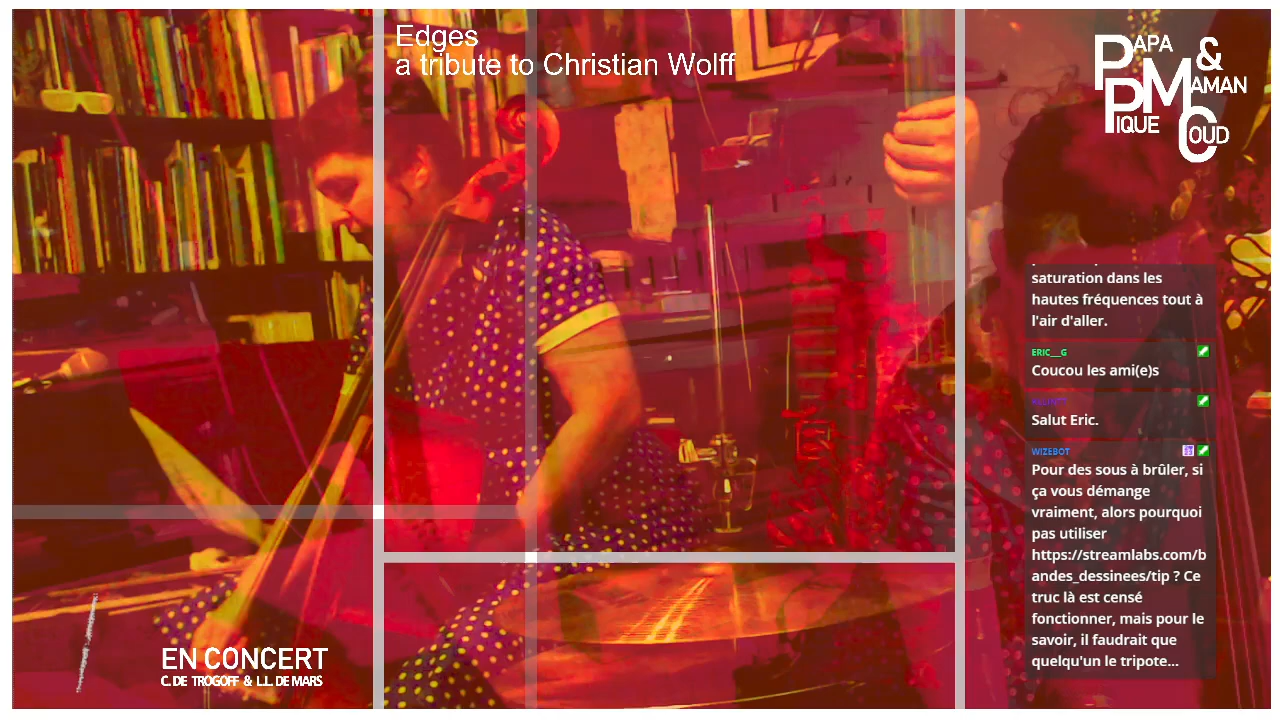 Edges
a tribute to Christian Wolff
PAPA
&
MAMAN
PIQUE
COUD
saturation dans les
hautes fréquences tout à
l'air d'aller.
ERIC__G
Coucou les ami(e)s
Salut Eric.
WIZEBOT
Pour des sous à brûler, si
ça vous démange
vraiment, alors pourquoi
pas utiliser
https://streamlabs.com/b
andes_dessinees/tip ? Ce
truc là est censé
fonctionner, mais pour le
savoir, il faudrait que
quelqu'un le tripote...
EN CONCERT
C. DE TROGOFF & L.L. DE MARS